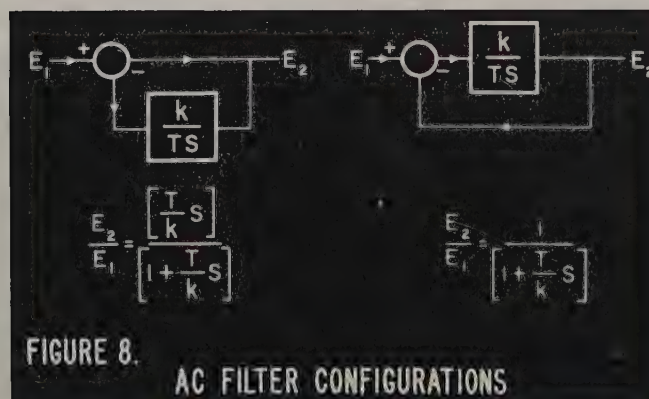 E₁ + − E₂
k
TS
E₁ + − k
TS E₂
E₂
E₁ = [T
k S]
[1 + T
k S]
E₂
E₁ = 1
[1 + T
k S]
FIGURE 8.
AC FILTER CONFIGURATIONS